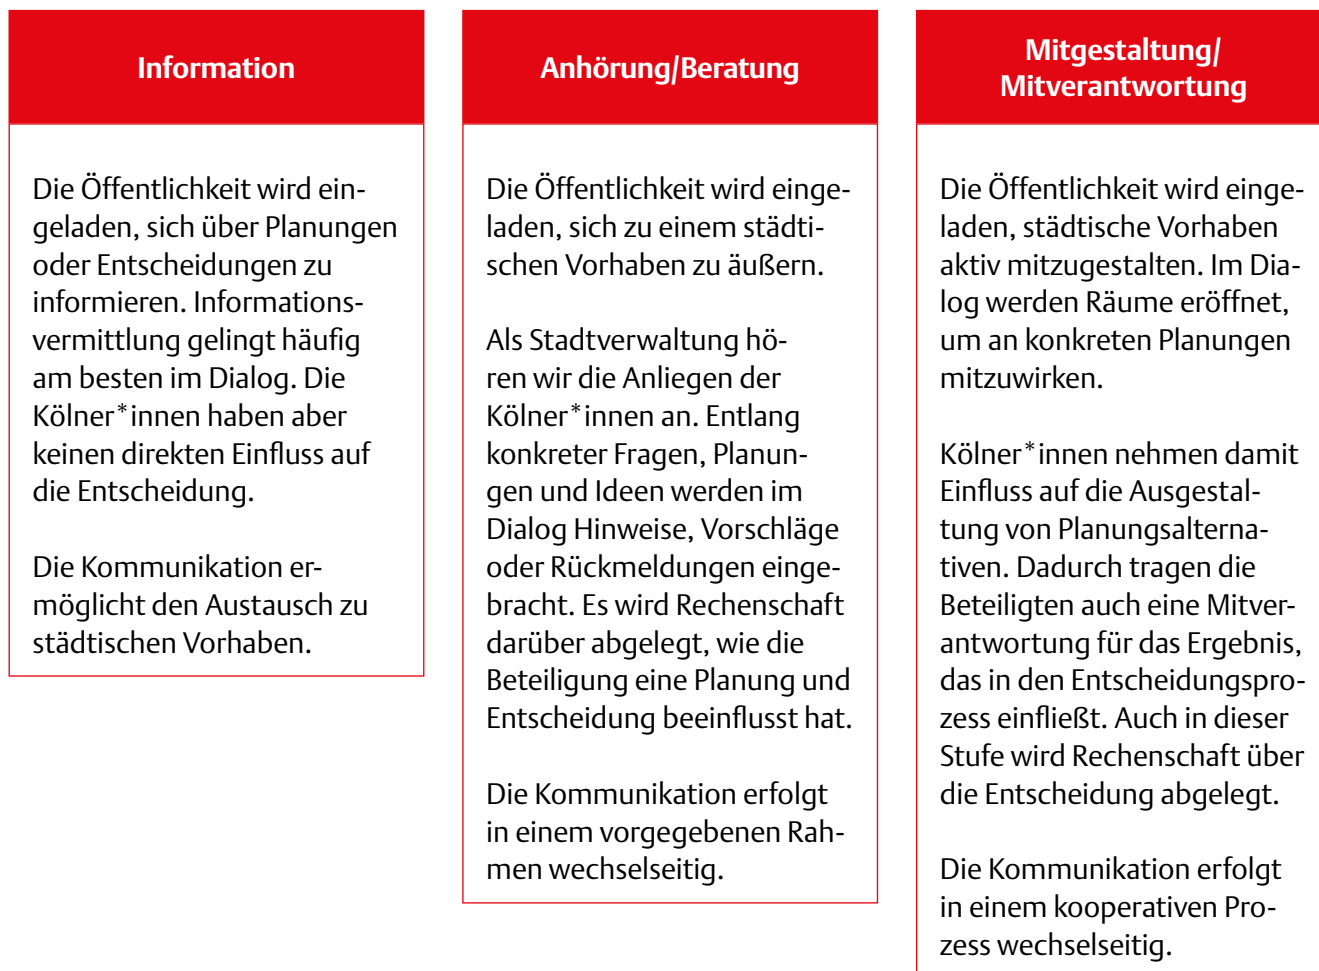 Information
Die Öffentlichkeit wird ein-
geladen, sich über Planungen
oder Entscheidungen zu
informieren. Informations-
vermittlung gelingt häufig
am besten im Dialog. Die
Kölner*innen haben aber
keinen direkten Einfluss auf
die Entscheidung.
Die Kommunikation er-
möglicht den Austausch zu
städtischen Vorhaben.
Anhörung/Beratung
Die Öffentlichkeit wird einge-
laden, sich zu einem städti-
schen Vorhaben zu äußern.
Als Stadtverwaltung hö-
ren wir die Anliegen der
Kölner*innen an. Entlang
konkreter Fragen, Planun-
gen und Ideen werden im
Dialog Hinweise, Vorschläge
oder Rückmeldungen einge-
bracht. Es wird Rechenschaft
darüber abgelegt, wie die
Beteiligung eine Planung und
Entscheidung beeinflusst hat.
Die Kommunikation erfolgt
in einem vorgegebenen Rah-
men wechselseitig.
Mitgestaltung/
Mitverantwortung
Die Öffentlichkeit wird einge-
laden, städtische Vorhaben
aktiv mitzugestalten. Im Dia-
log werden Räume eröffnet,
um an konkreten Planungen
mitzuwirken.
Kölner*innen nehmen damit
Einfluss auf die Ausgestal-
tung von Planungsalterna-
tiven. Dadurch tragen die
Beteiligten auch eine Mitver-
antwortung für das Ergebnis,
das in den Entscheidungspro-
zess einfließt. Auch in dieser
Stufe wird Rechenschaft über
die Entscheidung abgelegt.
Die Kommunikation erfolgt
in einem kooperativen Pro-
zess wechselseitig.